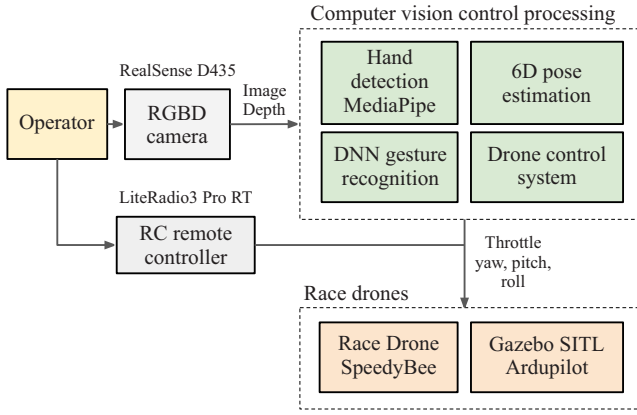 Computer vision control processing
RealSense D435
Operator
RGBD
camera
Image
Depth
Hand
detection
MediaPipe
6D pose
estimation
DNN gesture
recognition
Drone control
system
LiteRadio3 Pro RT
RC remote
controller
Throttle
yaw, pitch,
roll
Race drones
Race Drone
SpeedyBee
Gazebo SITL
Ardupilot